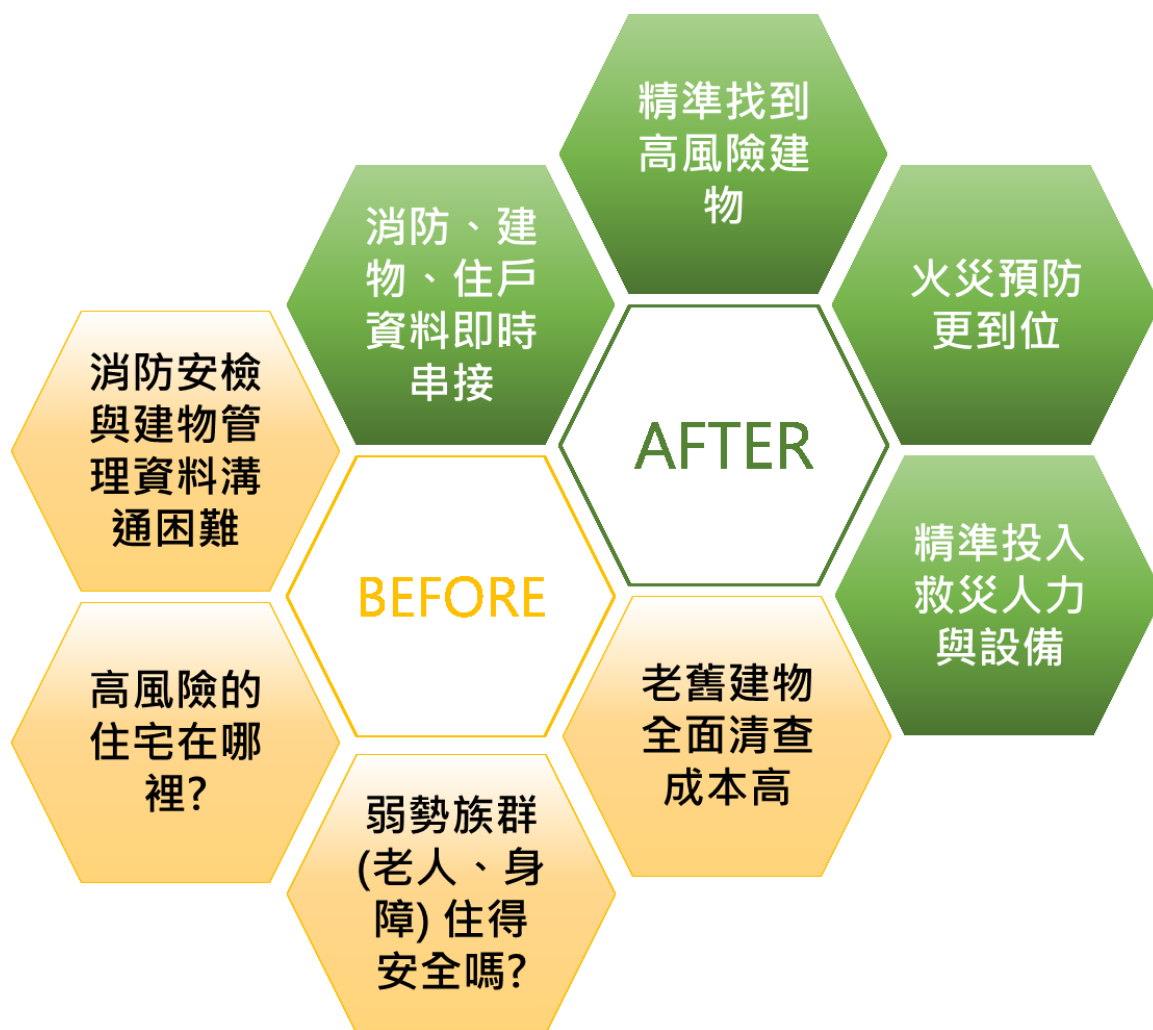 精準找到
高風險建
物
消防、建
物、住戶
資料即時
串接
火災預防
更到位
消防安檢
與建物管
理資料溝
通困難
AFTER
精準投入
救災人力
與設備
BEFORE
高風險的
住宅在哪
裡?
老舊建物
全面清查
成本高
弱勢族群
(老人、身
障) 住得
安全嗎?